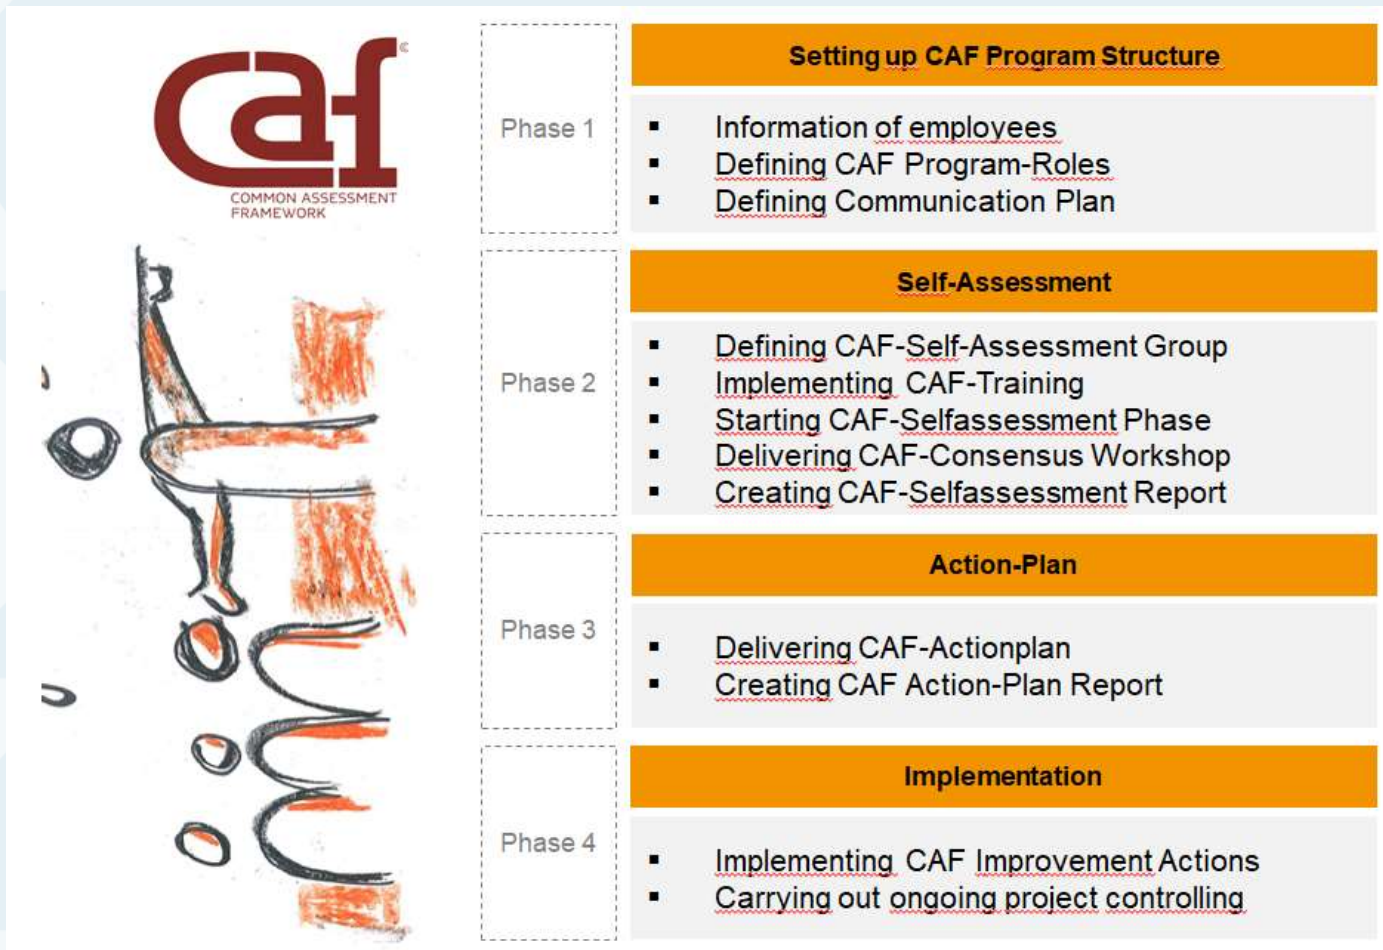 caf ©
COMMON ASSESSMENT
FRAMEWORK
Phase 1
Setting up CAF Program Structure
▪ Information of employees
▪ Defining CAF Program-Roles
▪ Defining Communication Plan
Phase 2
Self-Assessment
▪ Defining CAF-Self-Assessment Group
▪ Implementing CAF-Training
▪ Starting CAF-Selfassessment Phase
▪ Delivering CAF-Consensus Workshop
▪ Creating CAF-Selfassessment Report
Phase 3
Action-Plan
▪ Delivering CAF-Actionplan
▪ Creating CAF Action-Plan Report
Phase 4
Implementation
▪ Implementing CAF Improvement Actions
▪ Carrying out ongoing project controlling